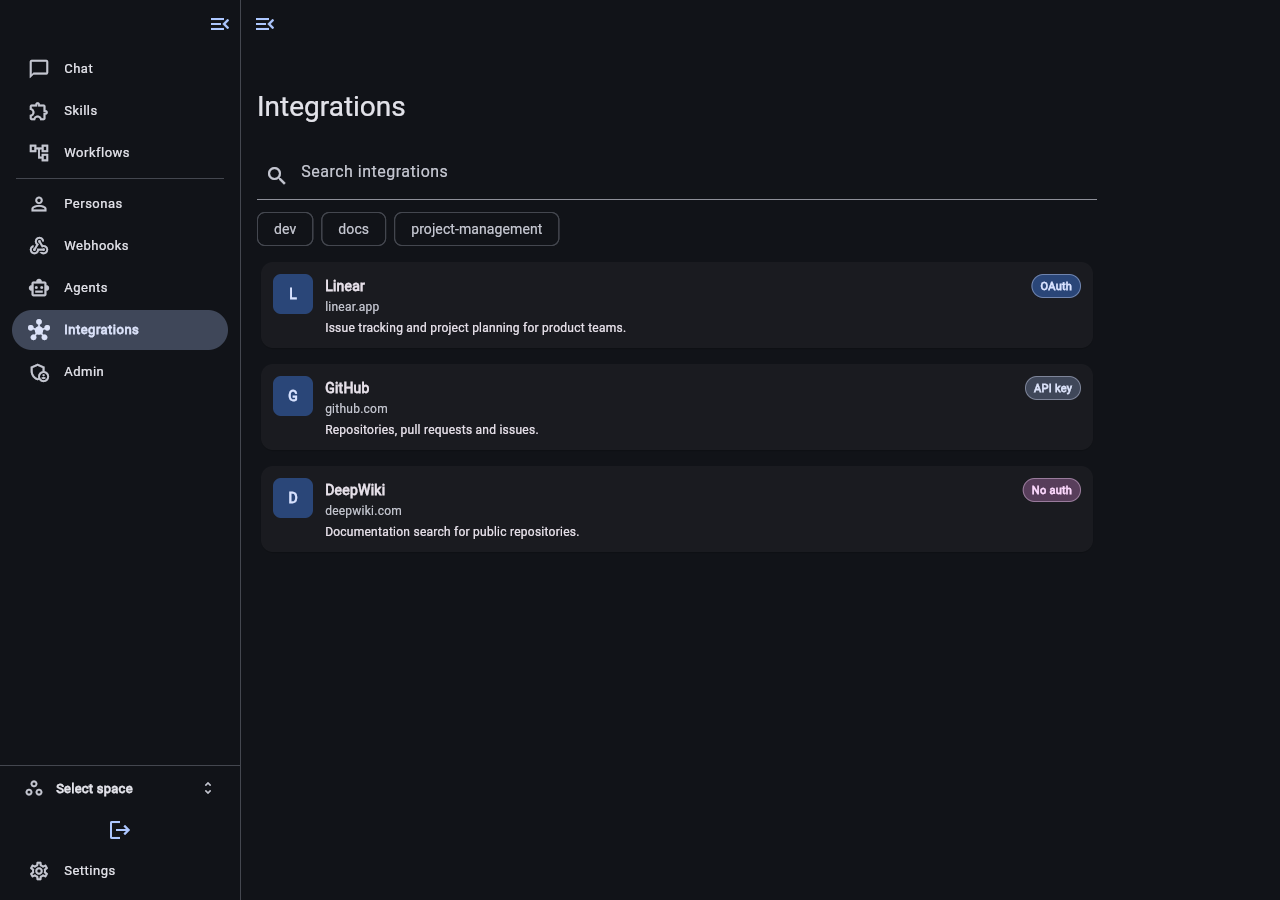 Chat
Skills
Workflows
Personas
Webhooks
Agents
Integrations
Admin
Select space
Settings
Integrations
Search integrations
dev
docs
project-management
L
Linear
linear.app
Issue tracking and project planning for product teams.
OAuth
G
GitHub
github.com
Repositories, pull requests and issues.
API key
D
DeepWiki
deepwiki.com
Documentation search for public repositories.
No auth